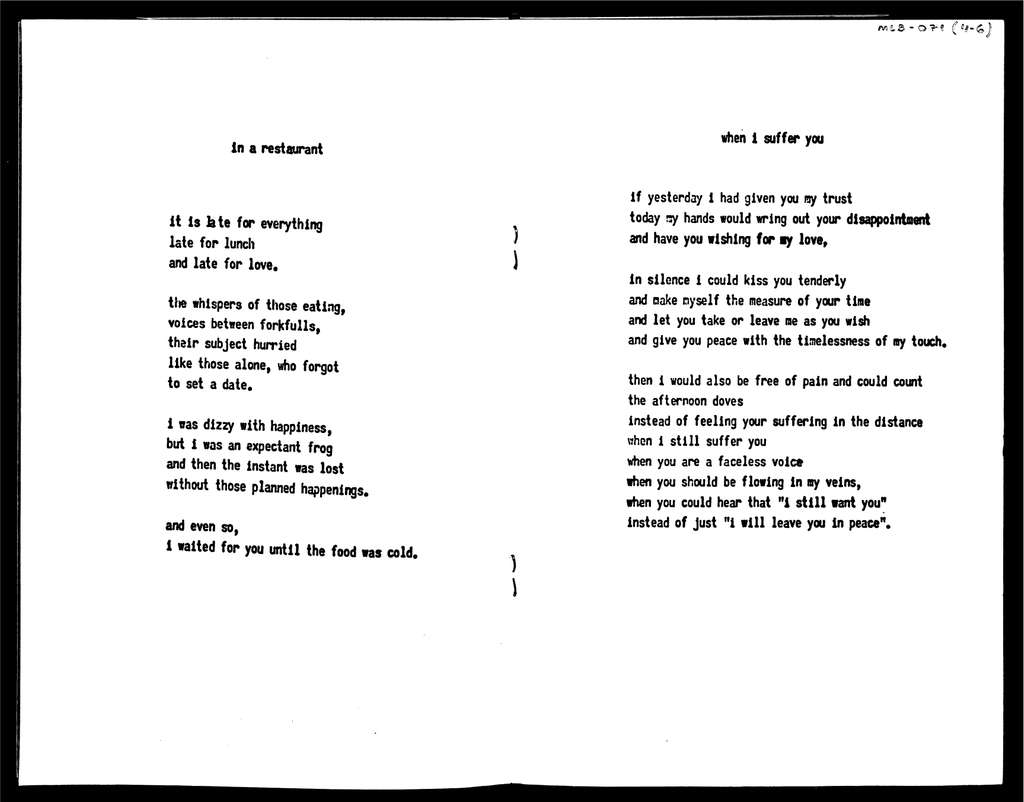 MSB-079 (4-6)
in a restaurant
it is late for everything
late for lunch
and late for love.
the whispers of those eating,
voices between forkfulls,
their subject hurried
like those alone, who forgot
to set a date.
i was dizzy with happiness,
but i was an expectant frog
and then the instant was lost
without those planned happenings.
and even so,
i waited for you until the food was cold.
when i suffer you
if yesterday i had given you my trust
today my hands would wring out your disappointment
and have you wishing for my love,
in silence i could kiss you tenderly
and make myself the measure of your time
and let you take or leave me as you wish
and give you peace with the timelessness of my touch.
then i would also be free of pain and could count
the afternoon doves
instead of feeling your suffering in the distance
when i still suffer you
when you are a faceless voice
when you should be flowing in my veins,
when you could hear that "i still want you"
instead of just "i will leave you in peace".